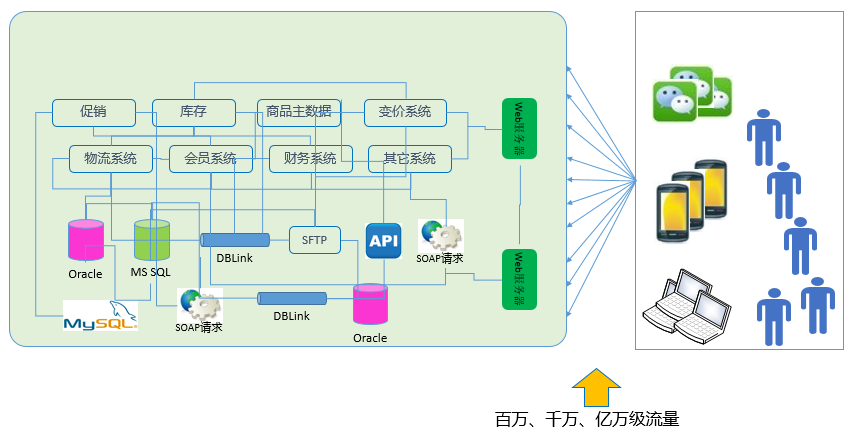 促销
库存
商品主数据
变价系统
Web服务器
物流系统
会员系统
财务系统
其它系统
Oracle
MS SQL
DBLink
SFTP
API
SOAP请求
Web服务器
MySQL
SOAP请求
DBLink
Oracle
百万、千万、亿万级流量